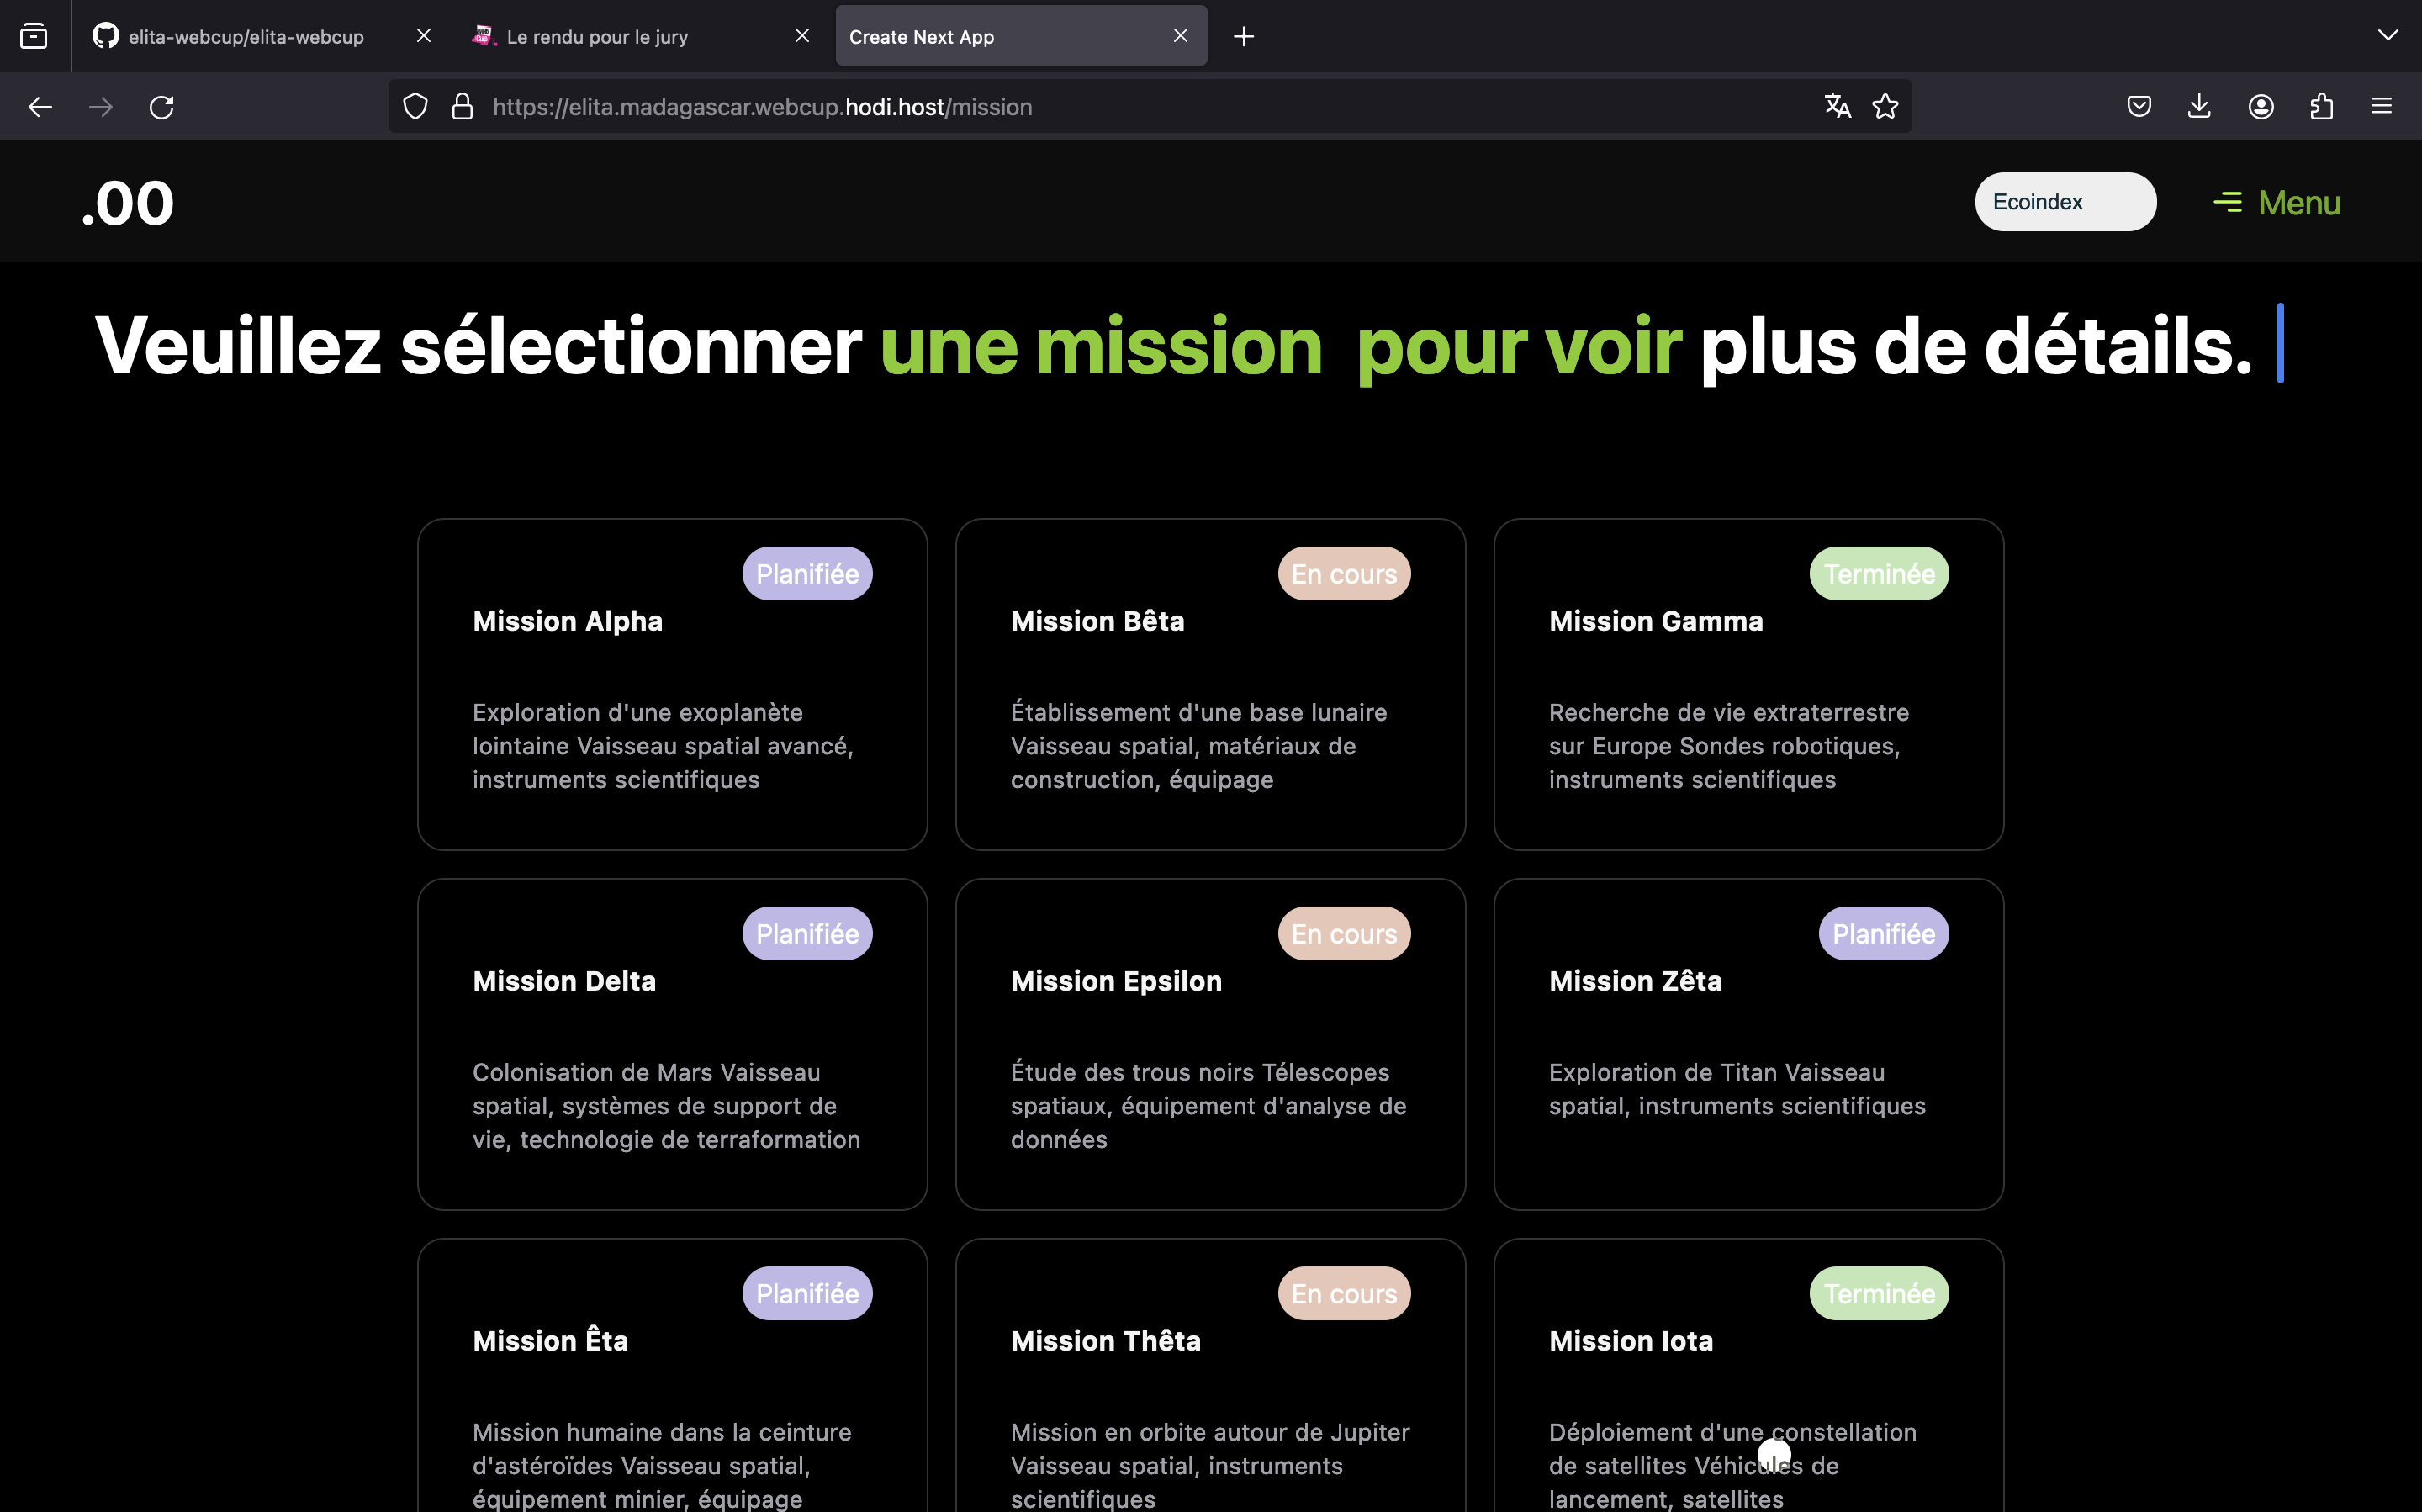 elita-webcup/elita-webcup
Le rendu pour le jury
Create Next App
https://elita.madagascar.webcup.hodi.host/mission
.00
Ecoindex
Menu
Veuillez sélectionner une mission pour voir plus de détails.
Planifiée
Mission Alpha
Exploration d'une exoplanète
lointaine Vaisseau spatial avancé,
instruments scientifiques
En cours
Mission Bêta
Établissement d'une base lunaire
Vaisseau spatial, matériaux de
construction, équipage
Terminée
Mission Gamma
Recherche de vie extraterrestre
sur Europe Sondes robotiques,
instruments scientifiques
Planifiée
Mission Delta
Colonisation de Mars Vaisseau
spatial, systèmes de support de
vie, technologie de terraformation
En cours
Mission Epsilon
Étude des trous noirs Télescopes
spatiaux, équipement d'analyse de
données
Planifiée
Mission Zêta
Exploration de Titan Vaisseau
spatial, instruments scientifiques
Planifiée
Mission Êta
Mission humaine dans la ceinture
d'astéroïdes Vaisseau spatial,
équipement minier, équipage
En cours
Mission Thêta
Mission en orbite autour de Jupiter
Vaisseau spatial, instruments
scientifiques
Terminée
Mission Iota
Déploiement d'une constellation
de satellites Véhicules de
lancement, satellites